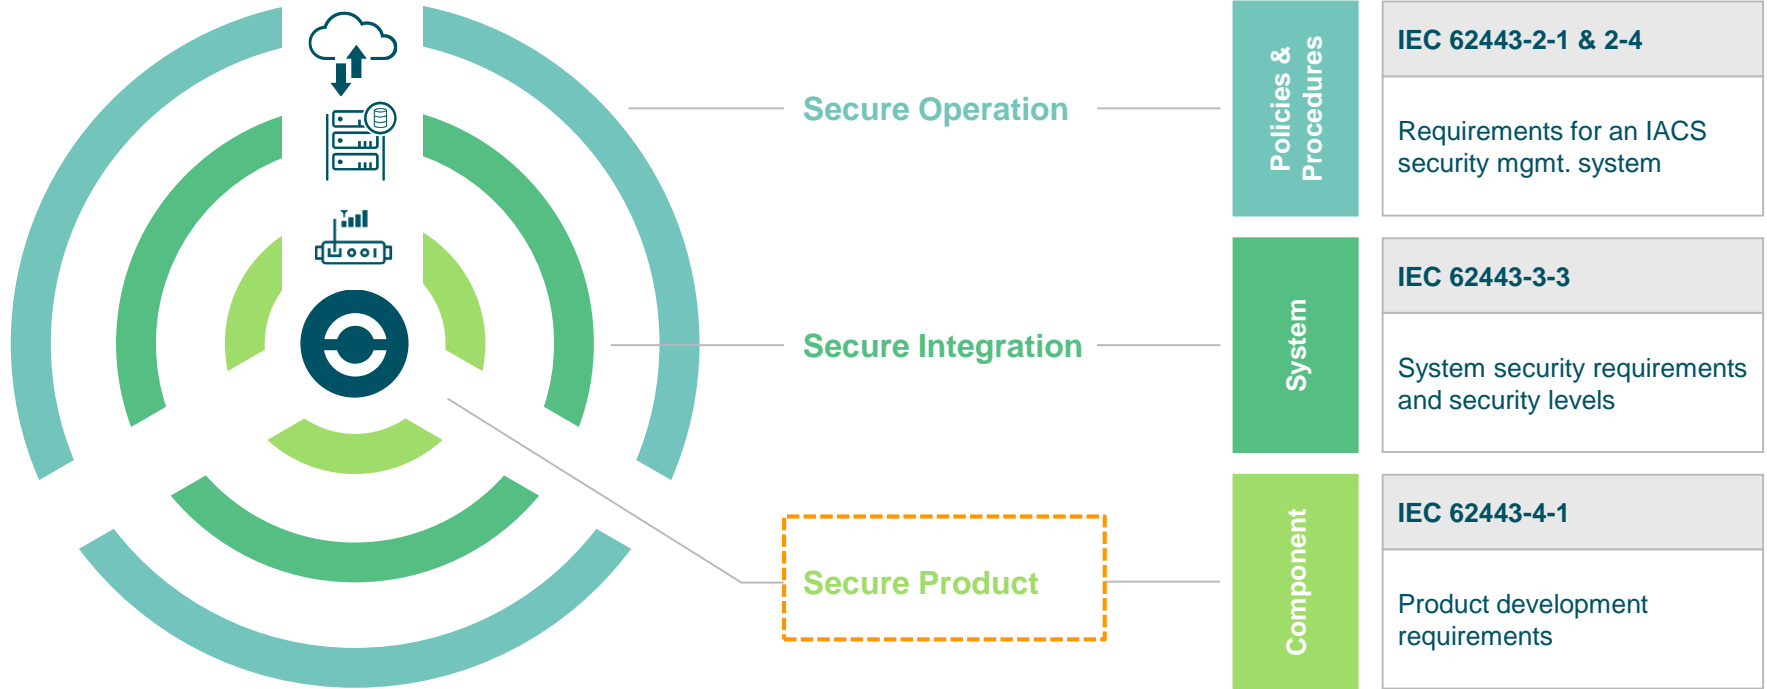 Secure Operation
Policies &
Procedures
IEC 62443-2-1 & 2-4
Requirements for an IACS
security mgmt. system
Secure Integration
System
IEC 62443-3-3
System security requirements
and security levels
Secure Product
Component
IEC 62443-4-1
Product development
requirements